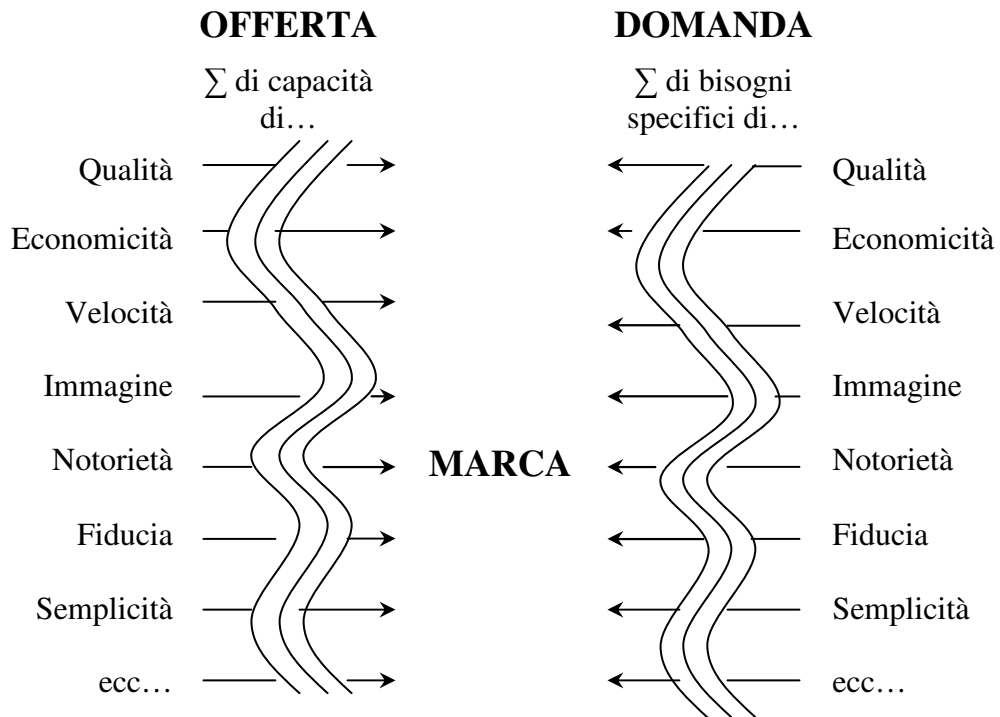 OFFERTA
∑ di capacità
di…
Qualità
Economicità
Velocità
Immagine
Notorietà
Fiducia
Semplicità
ecc…
MARCA
DOMANDA
∑ di bisogni
specifici di…
Qualità
Economicità
Velocità
Immagine
Notorietà
Fiducia
Semplicità
ecc…